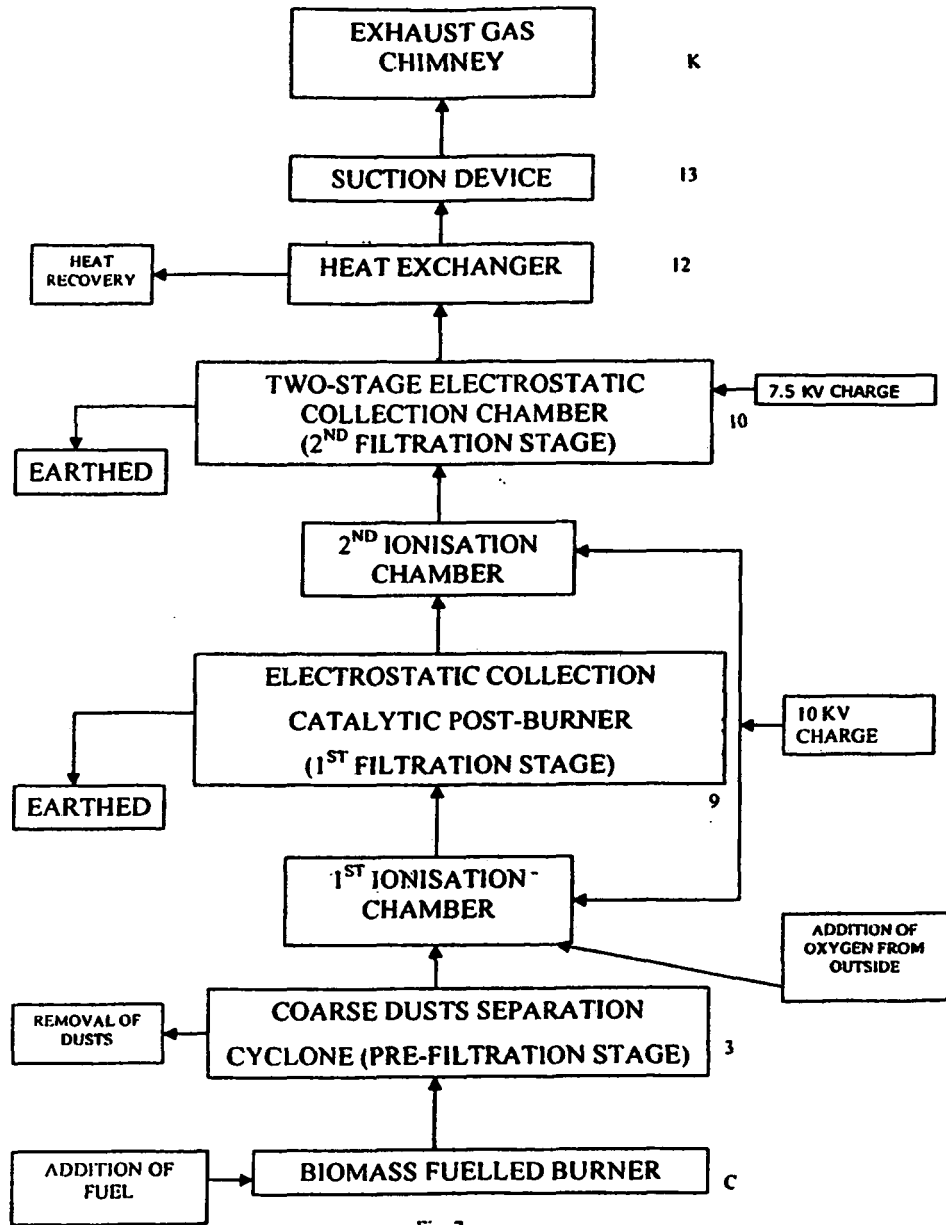 EXHAUST GAS
CHIMNEY
K
SUCTION DEVICE
13
HEAT
RECOVERY
HEAT EXCHANGER
12
TWO-STAGE ELECTROSTATIC
COLLECTION CHAMBER
(2ND FILTRATION STAGE)
7.5 KV CHARGE
10
EARTHED
2ND IONISATION
CHAMBER
ELECTROSTATIC COLLECTION
CATALYTIC POST-BURNER
(1ST FILTRATION STAGE)
10 KV
CHARGE
EARTHED
9
1ST IONISATION
CHAMBER
ADDITION OF
OXYGEN FROM
OUTSIDE
REMOVAL OF
DUSTS
COARSE DUSTS SEPARATION
CYCLONE (PRE-FILTRATION STAGE)
3
ADDITION OF
FUEL
BIOMASS FUELLED BURNER
C